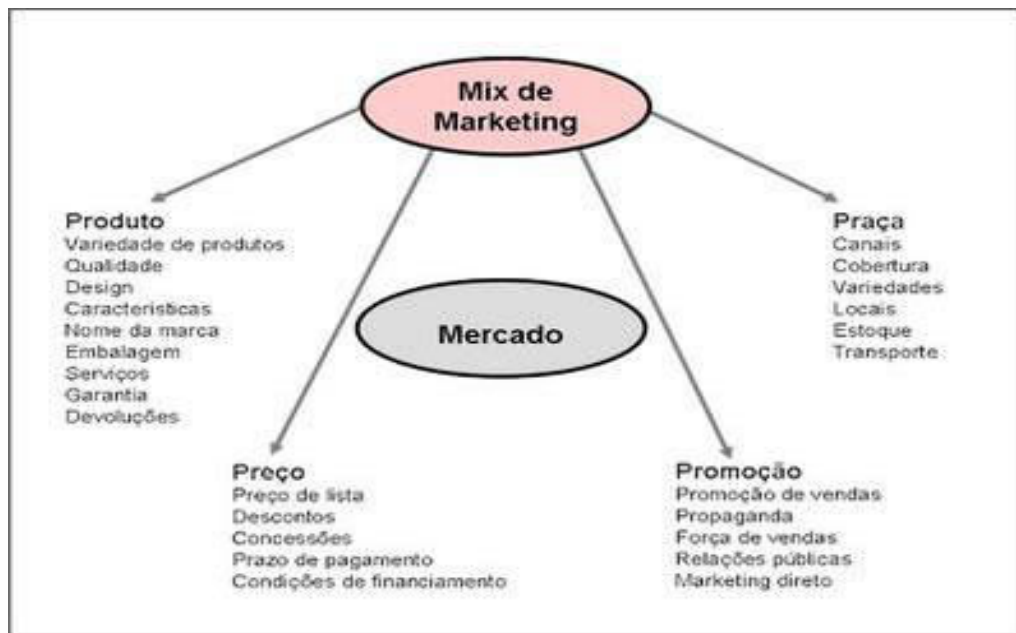 Mix de
Marketing
Produto
Variedade de produtos
Qualidade
Design
Características
Nome da marca
Embalagem
Serviços
Garantia
Devoluções
Praça
Canais
Cobertura
Variedades
Locais
Estoque
Transporte
Mercado
Preço
Preço de lista
Descontos
Concessões
Prazo de pagamento
Condições de financiamento
Promoção
Promoção de vendas
Propaganda
Força de vendas
Relações públicas
Marketing direto